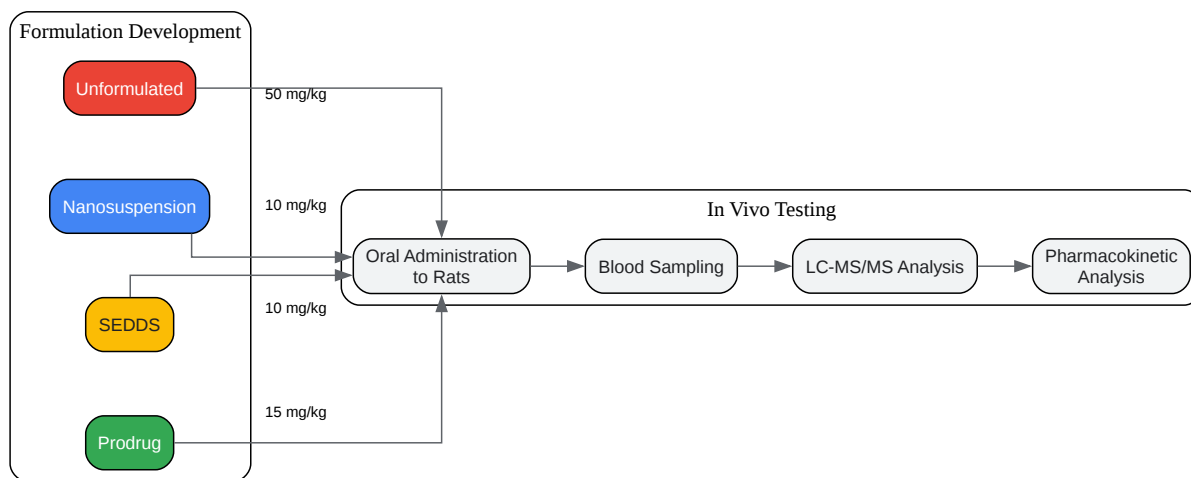 Formulation Development
Unformulated
50 mg/kg
Nanosuspension
10 mg/kg
SEDDS
10 mg/kg
Prodrug
15 mg/kg
In Vivo Testing
Oral Administration
to Rats
Blood Sampling
LC-MS/MS Analysis
Pharmacokinetic
Analysis